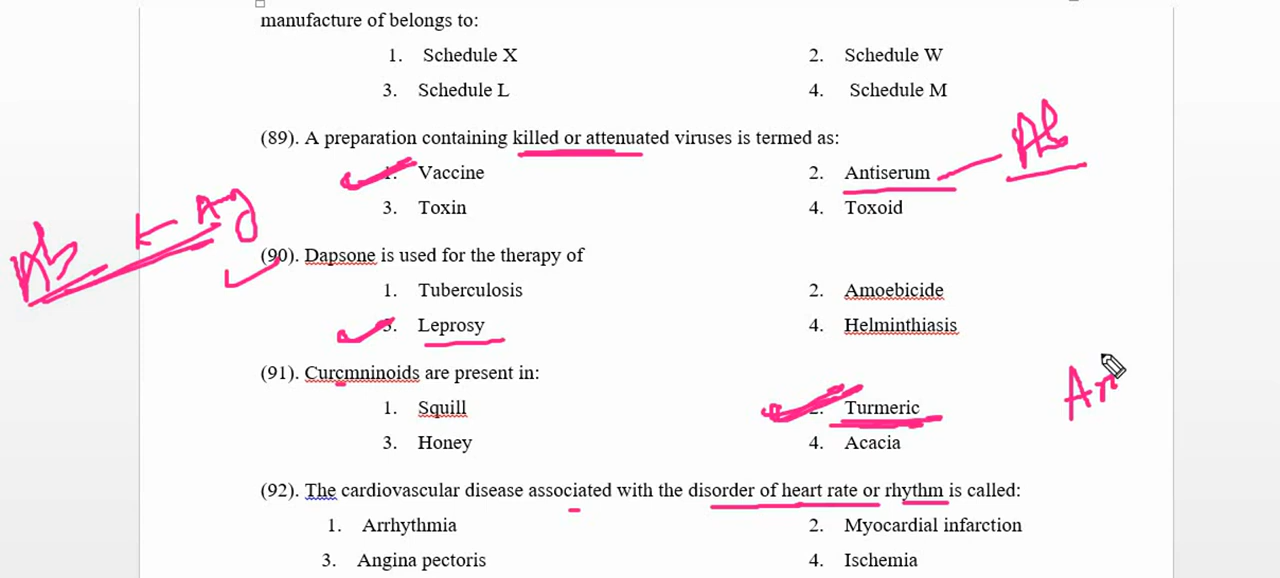 manufacture of belongs to:
1. Schedule X
2. Schedule W
3. Schedule L
4. Schedule M
(89). A preparation containing killed or attenuated viruses is termed as:
Ab
1. Vaccine
2. Antiserum
3. Toxin
4. Toxoid
Ab
Ag
(90). Dapsone is used for the therapy of
1. Tuberculosis
2. Amoebicide
3. Leprosy
4. Helminthiasis
(91). Curcmninoids are present in:
1. Squill
2. Turmeric
Ar
3. Honey
4. Acacia
(92). The cardiovascular disease associated with the disorder of heart rate or rhythm is called:
1. Arrhythmia
2. Myocardial infarction
3. Angina pectoris
4. Ischemia